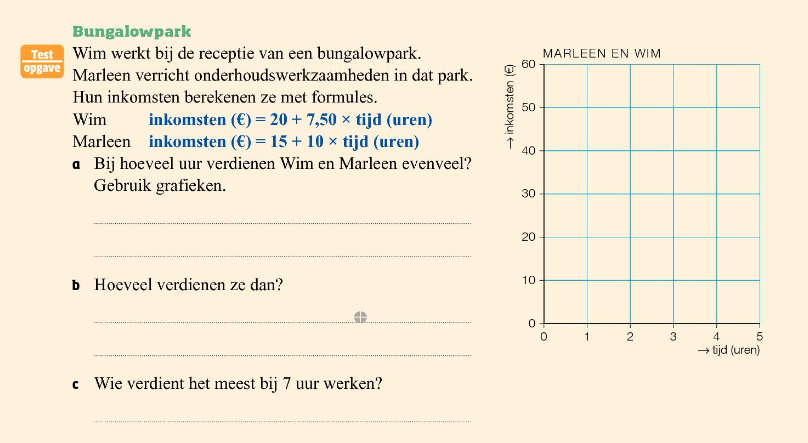 Bungalowpark
Test
opgave
Wim werkt bij de receptie van een bungalowpark.
Marleen verricht onderhoudswerkzaamheden in dat park.
Hun inkomsten berekenen ze met formules.
Wim inkomsten (€) = 20 + 7,50 × tijd (uren)
Marleen inkomsten (€) = 15 + 10 × tijd (uren)
a Bij hoeveel uur verdienen Wim en Marleen evenveel?
Gebruik grafieken.
b Hoeveel verdienen ze dan?
c Wie verdient het meest bij 7 uur werken?
MARLEEN EN WIM
→ inkomsten (€)
60
50
40
30
20
10
0
0 1 2 3 4 5
→ tijd (uren)